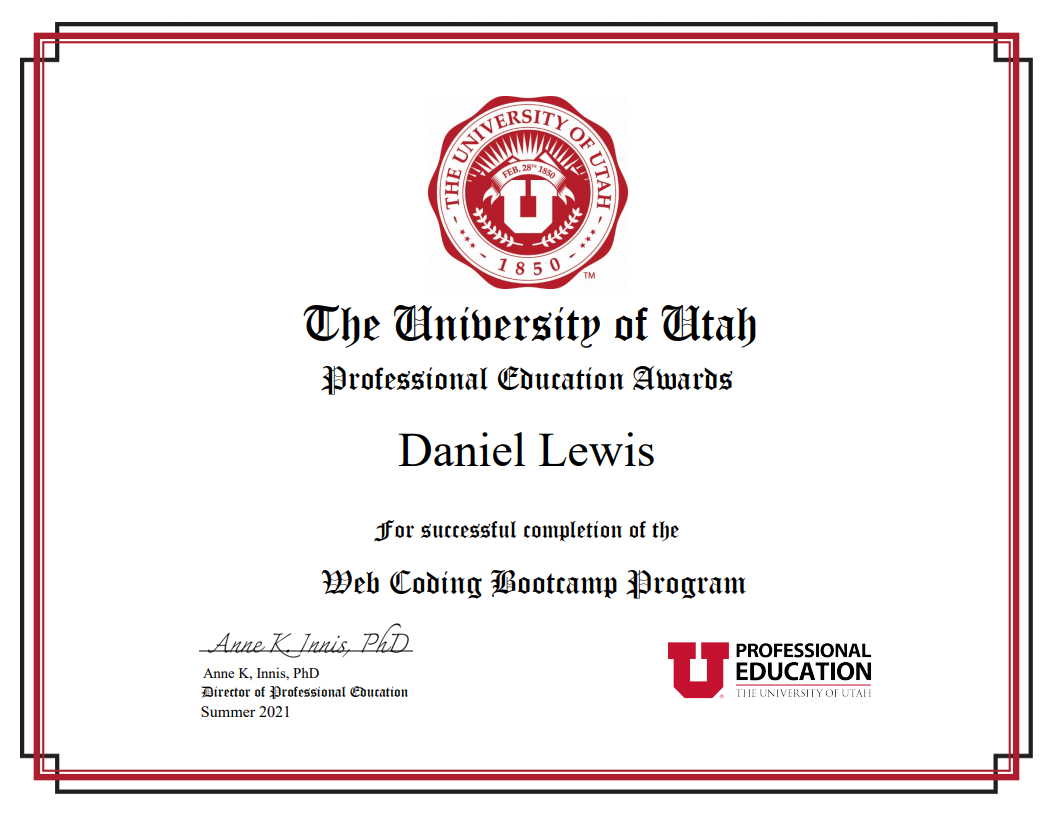 THE UNIVERSITY OF UTAH
FEB. 28TH 1850
- 1850 -
TM
The University of Utah
Professional Education Awards
Daniel Lewis
For successful completion of the
Web Coding Bootcamp Program
Anne K. Innis, PhD
Anne K, Innis, PhD
Director of Professional Education
Summer 2021
U
®
PROFESSIONAL
EDUCATION
THE UNIVERSITY OF UTAH